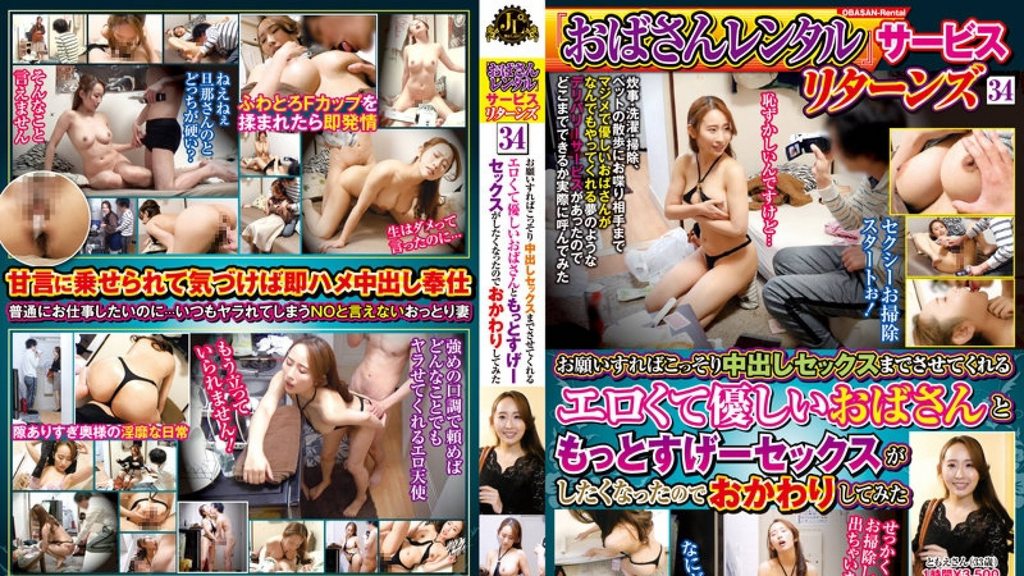 ねえねぇ
旦那さんのと
どっちが硬い?
そんなこと
言えません
ふわとろFカップを
揉まれたら即発情
生はダメって
言ったのに…
甘言に乗せられて気づけば即ハメ中出し奉仕
普通にお仕事したいのに…いつもヤラれてしまうNOと言えないおっとり妻
もう立って
いられません!
強めの口調で頼めば
どんなことでも
ヤラせてくれるエロ天使
隙ありすぎ奥様の淫靡な日常
おばさん
レンタル
サービス
リターンズ
34
お願いすればこっそり中出しセックスまでさせてくれる
エロくて優しいおばさんともっとすげー
セックスがしたくなったのでおかわりしてみた
OBASAN-Rental
『おばさんレンタル』サービス
リターンズ 34
炊事・洗濯・掃除、
ペットの散歩にお喋り相手まで
マジメで優しいおばさんが
なんでもやってくれる夢のような
デリバリーサービスがあったので
どこまでできるか実際に呼んでみた
恥ずかしいんですけど…
セクシーお掃除
スタートぉ!
お願いすればこっそり中出しセックスまでさせてくれる
エロくて優しいおばさんと
もっとすげーセックスが
したくなったのでおかわりしてみた
なにい
せっかく
お掃除
出ちゃい
ともえさん(33歳)
1時間¥3,500